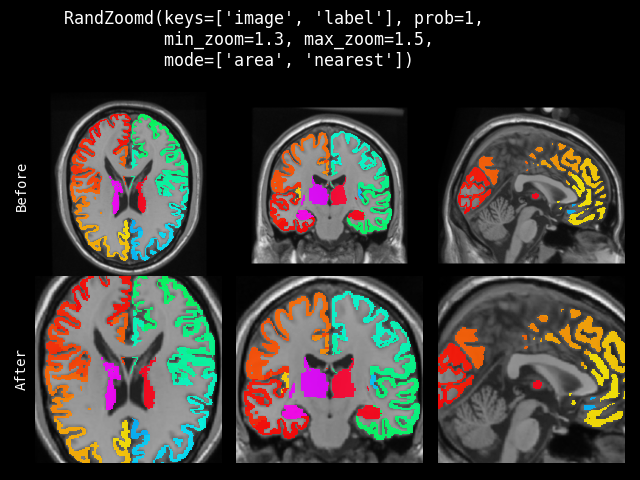 RandZoomd(keys=['image', 'label'], prob=1,
min_zoom=1.3, max_zoom=1.5,
mode=['area', 'nearest'])
Before
After